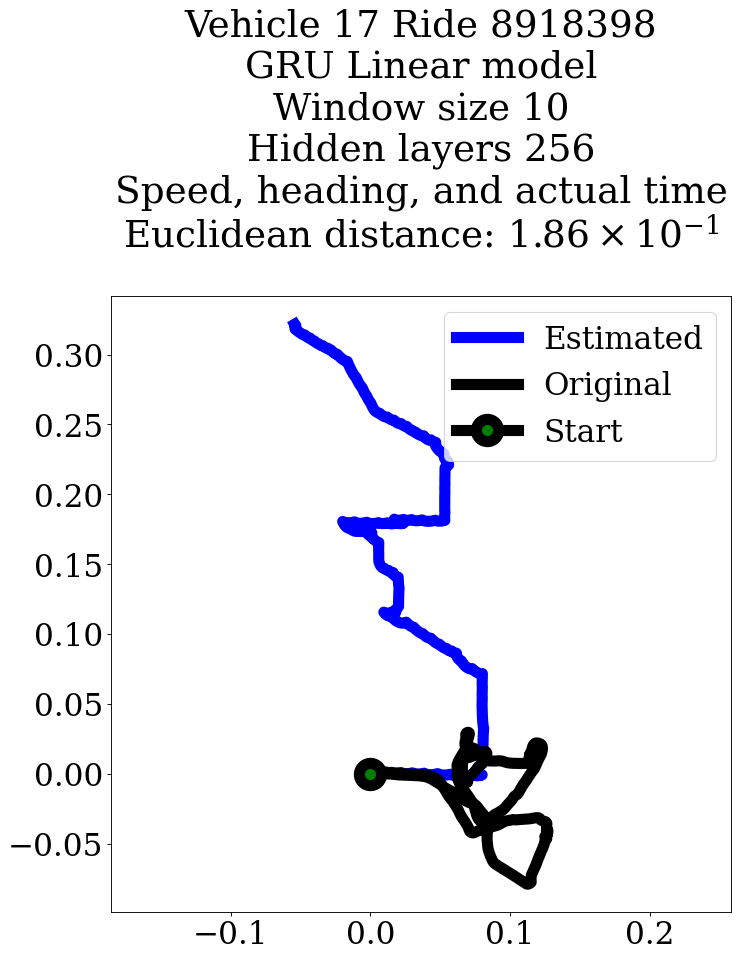 Vehicle 17 Ride 8918398
GRU Linear model
Window size 10
Hidden layers 256
Speed, heading, and actual time
Euclidean distance: 1.86 × 10⁻¹
Estimated
Original
Start
0.30
0.25
0.20
0.15
0.10
0.05
0.00
−0.05
−0.1 0.0 0.1 0.2